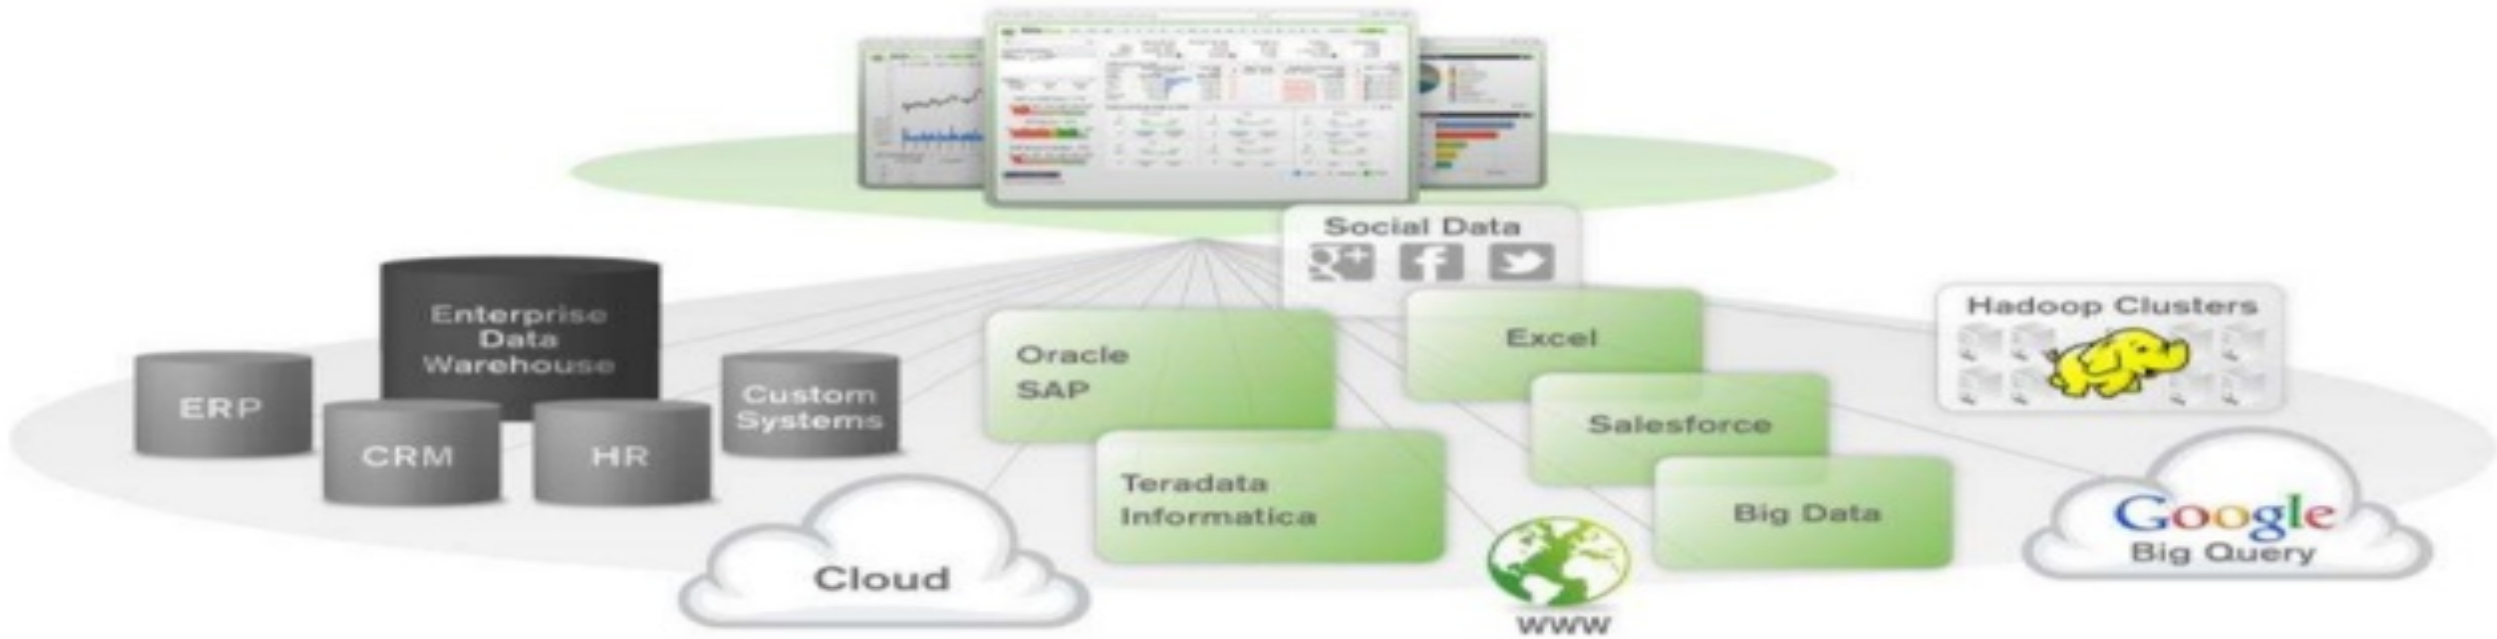 Social Data
g+ f
Enterprise
Data
Warehouse
ERP
CRM
HR
Custom
Systems
Oracle
SAP
Teradata
Informatica
Excel
Salesforce
Big Data
Hadoop Clusters
Cloud
WWW
Google
Big Query